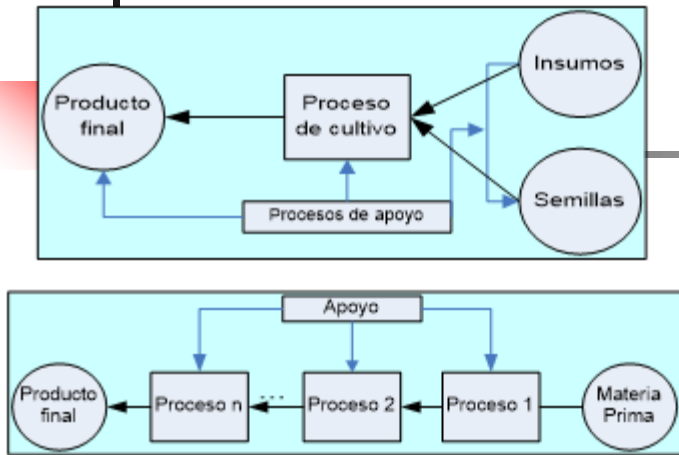 Insumos
Producto
final
Proceso
de cultivo
Semillas
Procesos de apoyo
Apoyo
Producto
final
Proceso n
...
Proceso 2
Proceso 1
Materia
Prima